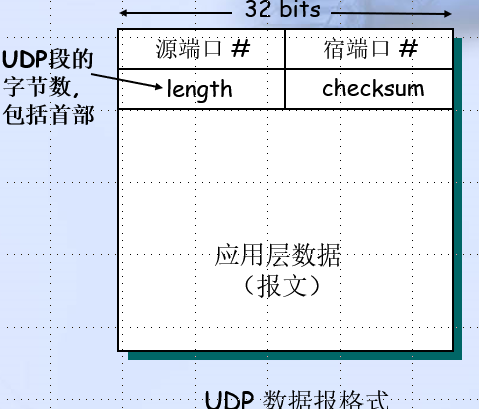 32 bits
源端口 #
宿端口 #
UDP段的
字节数,
包括首部
length
checksum
应用层数据
（报文）
UDP 数据报格式